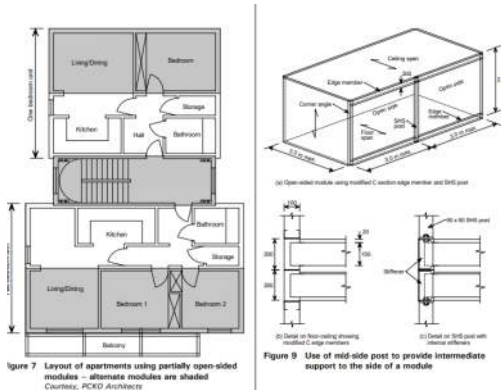 One bedroom unit
Living/Dining
Bedroom
Kitchen
Hall
Bathroom
Storage
Kitchen
Bathroom
Storage
Living/Dining
Bedroom 1
Bedroom 2
Balcony
Figure 7 Layout of apartments using partially open-sided
modules – alternate modules are shaded
Courtesy, PCKO Architects
Ceiling span
Edge member
Open side
Corner angle
Open side
Floor
span
SHS
post
Edge
member
(a) Open-sided module using modified C section edge member and SHS post
Stiffener
(b) Detail on floor-ceiling showing
modified C edge members
(c) Detail on SHS post with
internal stiffeners
Figure 9 Use of mid-side post to provide intermediate
support to the side of a module